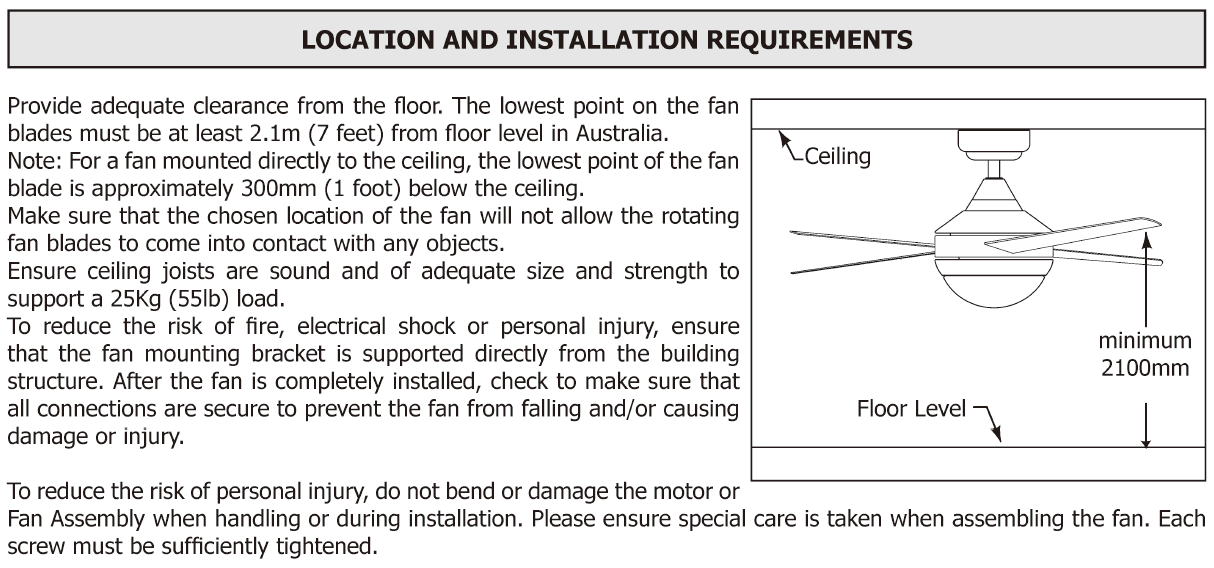 LOCATION AND INSTALLATION REQUIREMENTS
Provide adequate clearance from the floor. The lowest point on the fan
blades must be at least 2.1m (7 feet) from floor level in Australia.
Note: For a fan mounted directly to the ceiling, the lowest point of the fan
blade is approximately 300mm (1 foot) below the ceiling.
Make sure that the chosen location of the fan will not allow the rotating
fan blades to come into contact with any objects.
Ensure ceiling joists are sound and of adequate size and strength to
support a 25Kg (55lb) load.
To reduce the risk of fire, electrical shock or personal injury, ensure
that the fan mounting bracket is supported directly from the building
structure. After the fan is completely installed, check to make sure that
all connections are secure to prevent the fan from falling and/or causing
damage or injury.
To reduce the risk of personal injury, do not bend or damage the motor or
Fan Assembly when handling or during installation. Please ensure special care is taken when assembling the fan. Each
screw must be sufficiently tightened.
Ceiling
minimum
2100mm
Floor Level